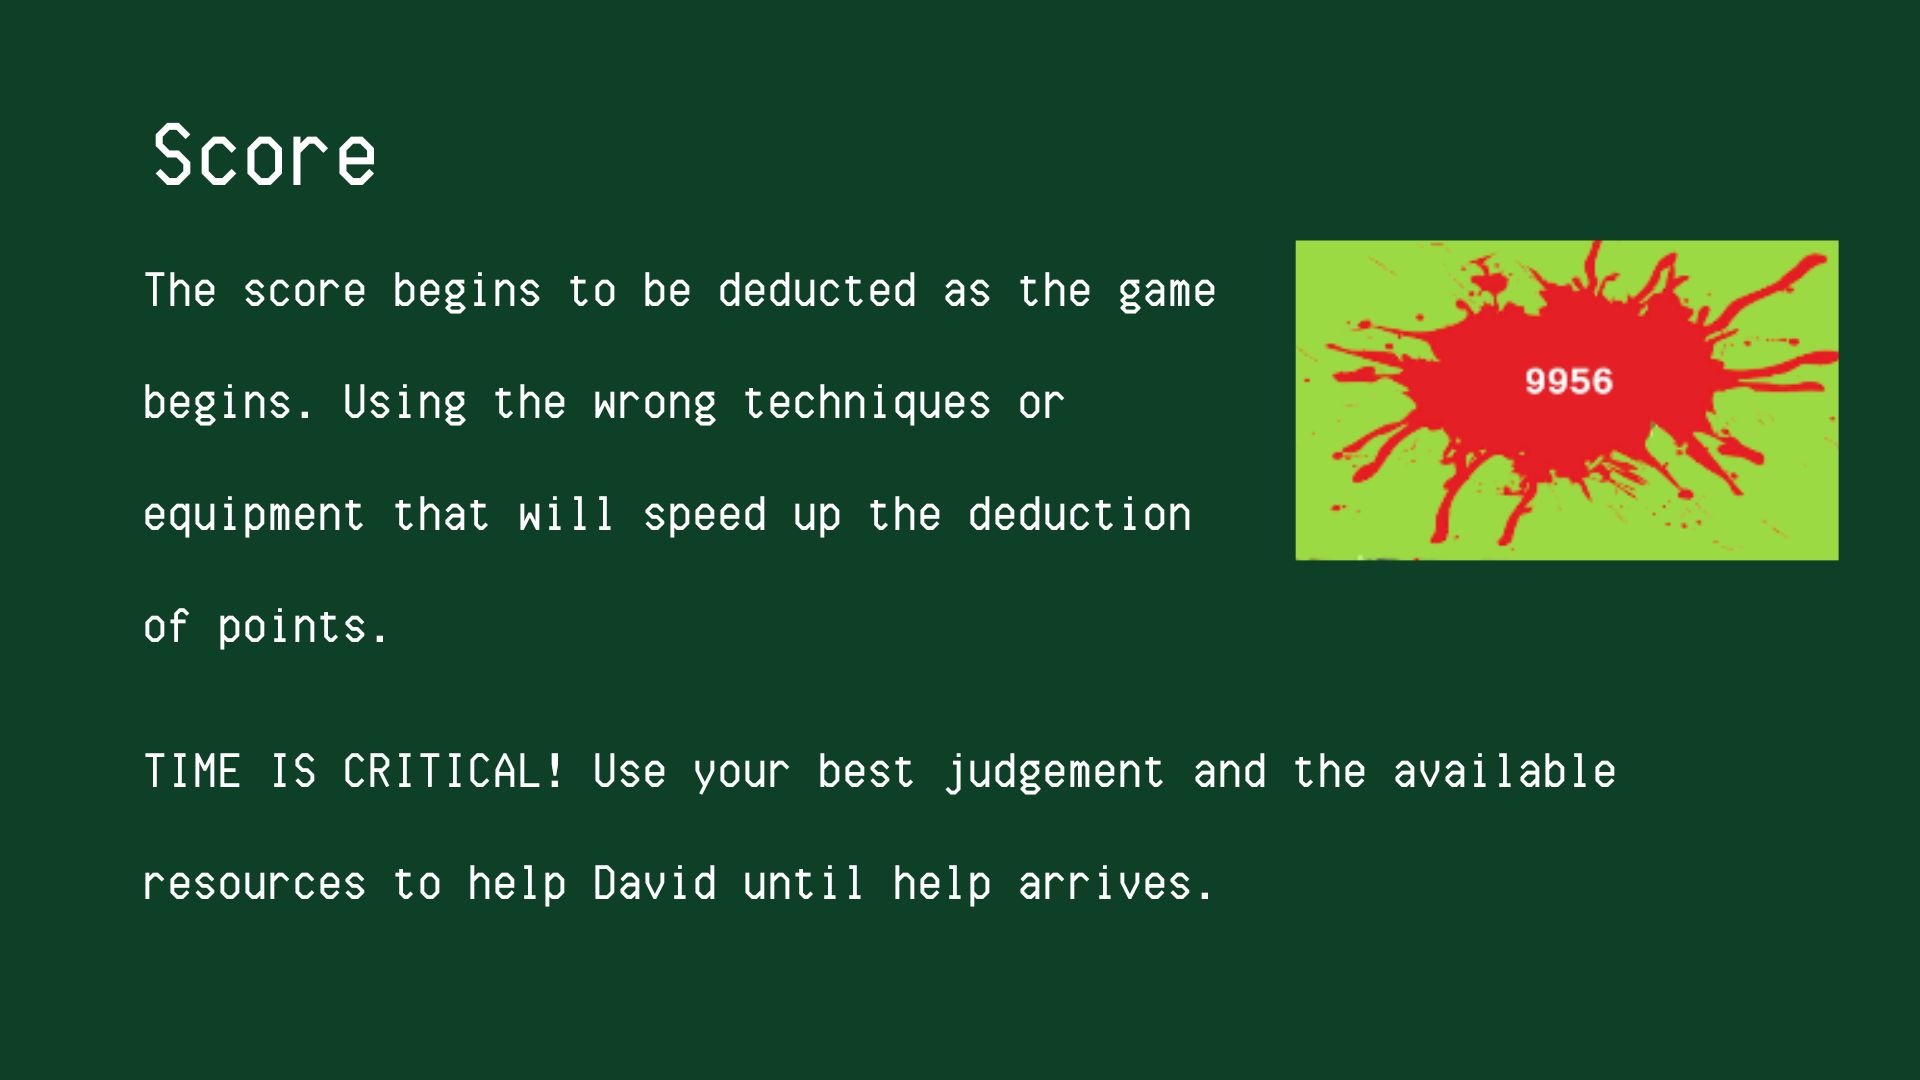 Score
The score begins to be deducted as the game
begins. Using the wrong techniques or
equipment that will speed up the deduction
of points.
9956
TIME IS CRITICAL! Use your best judgement and the available
resources to help David until help arrives.